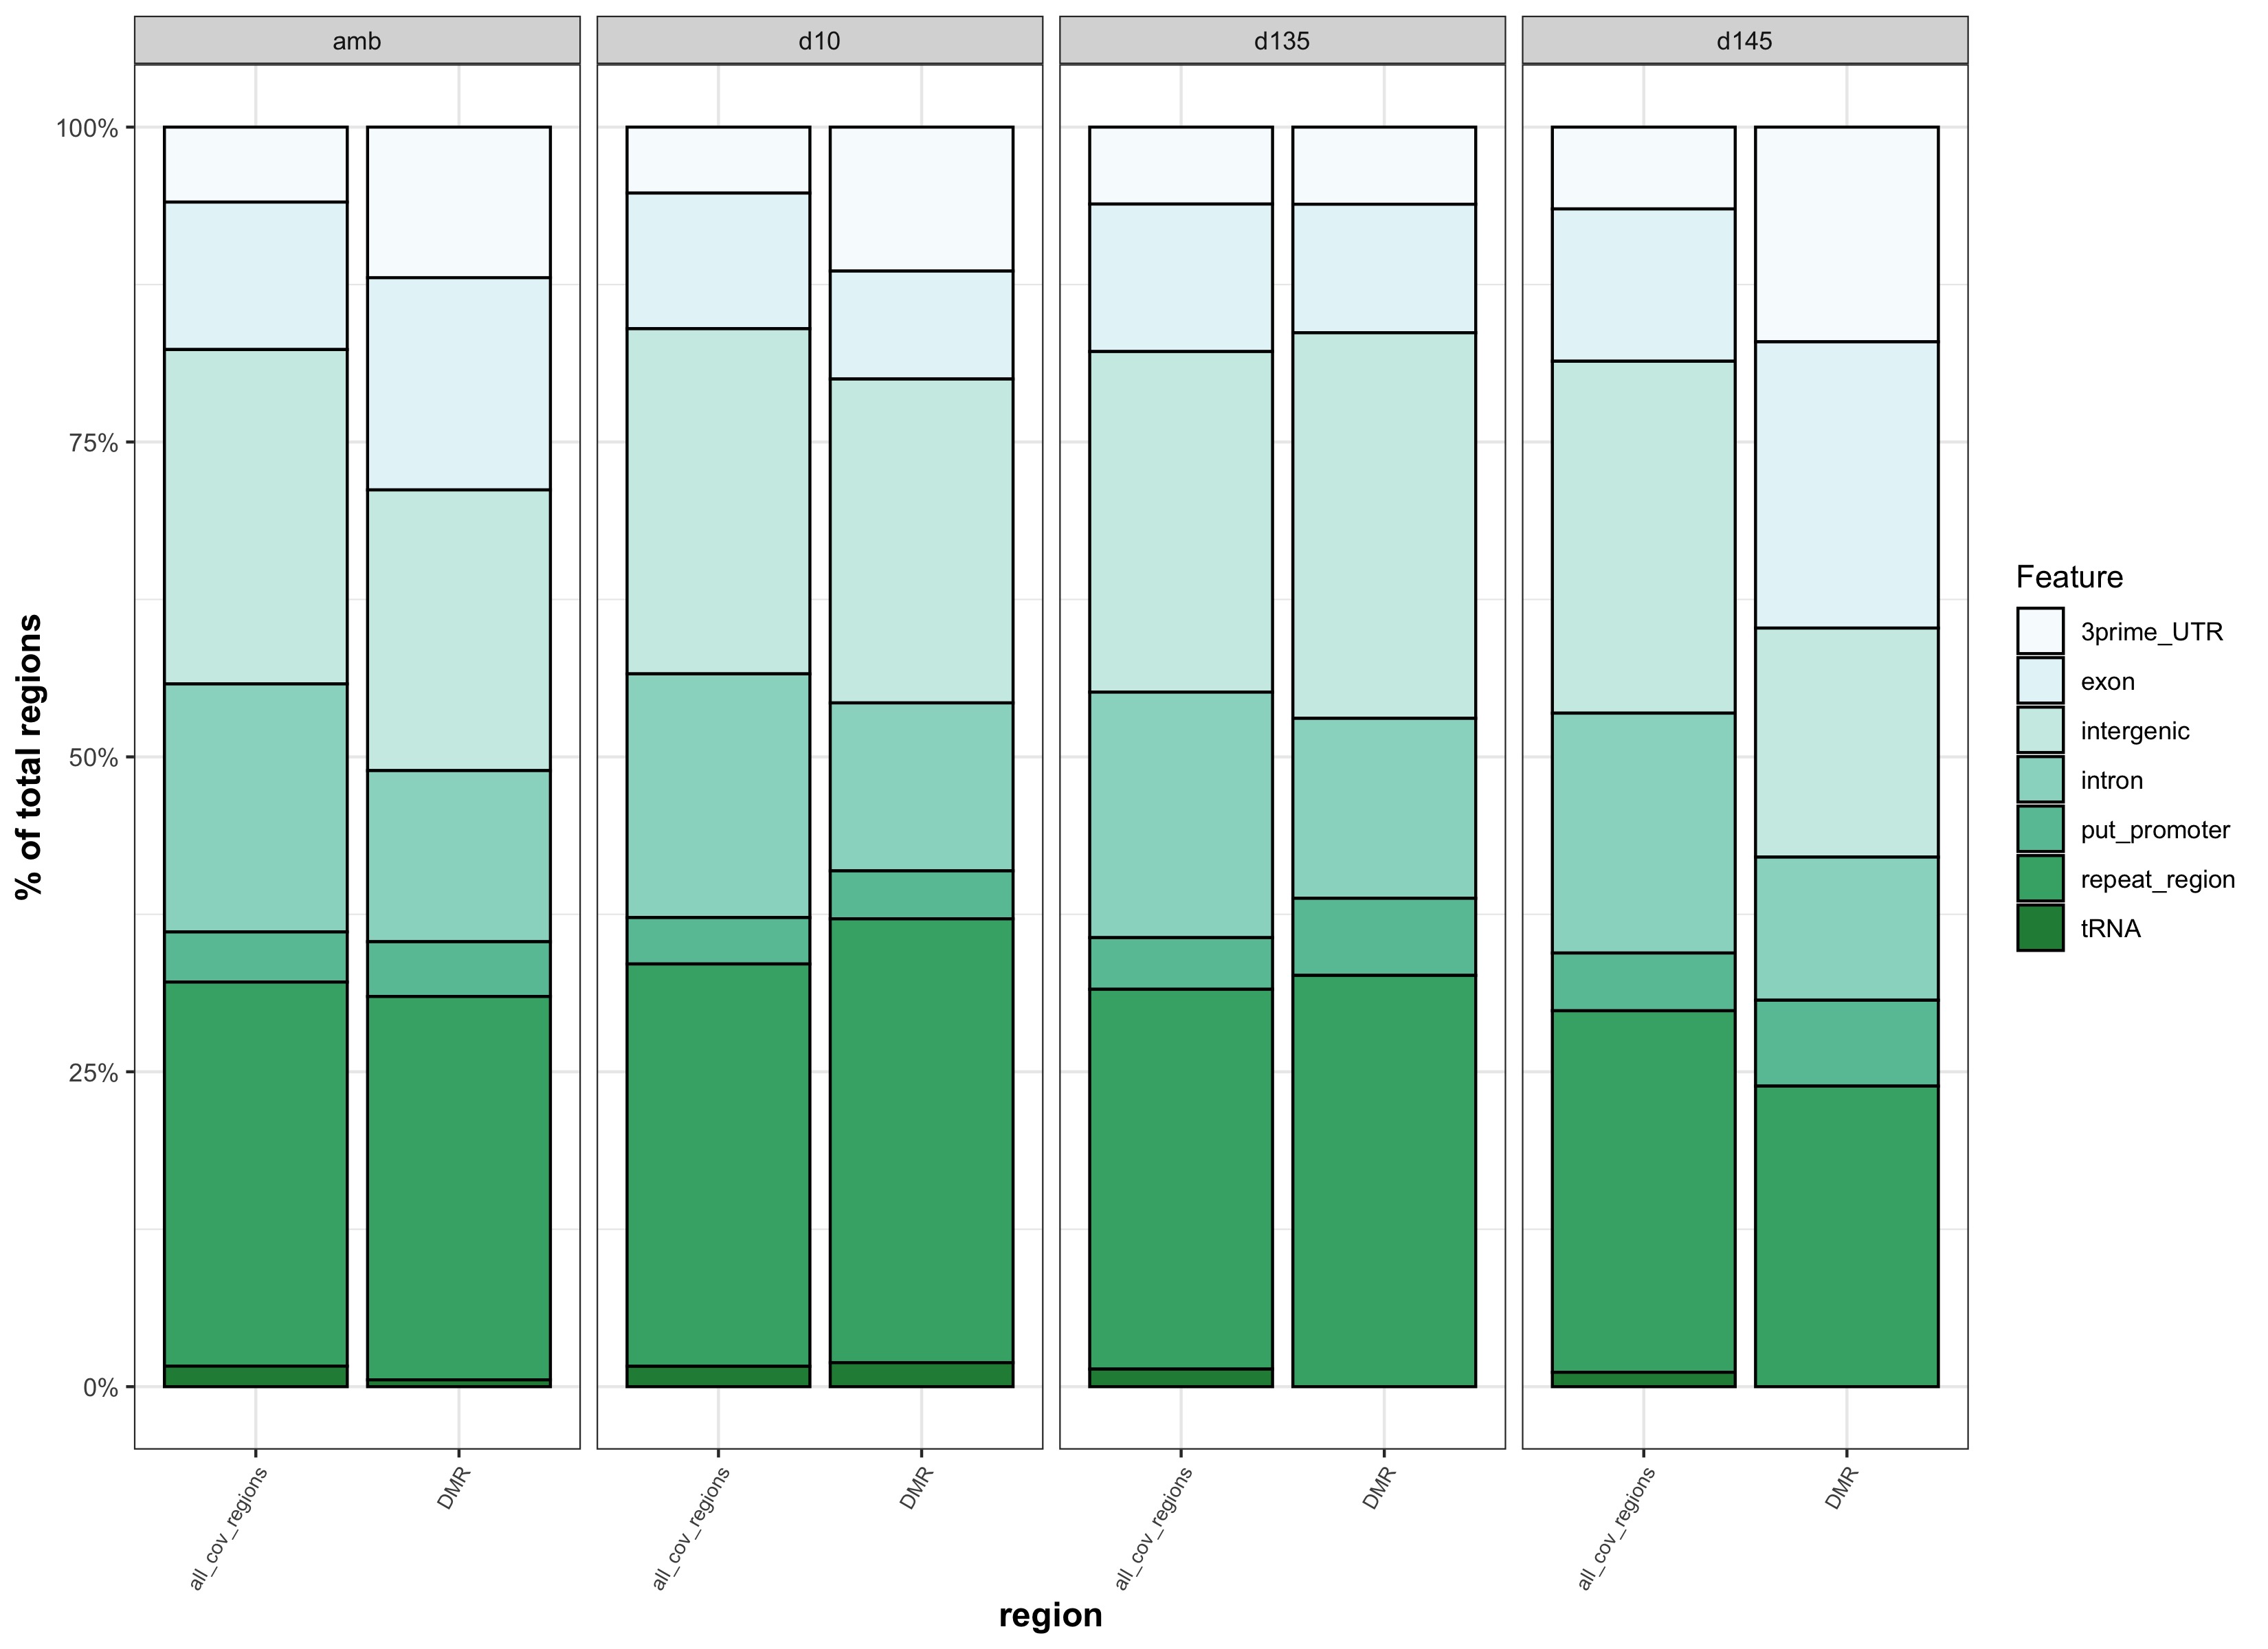 amb d10 d135 d145
100%
75%
50%
25%
0%
% of total regions
all_cov_regions DMR all_cov_regions DMR all_cov_regions DMR all_cov_regions DMR
region
Feature
3prime_UTR
exon
intergenic
intron
put_promoter
repeat_region
tRNA